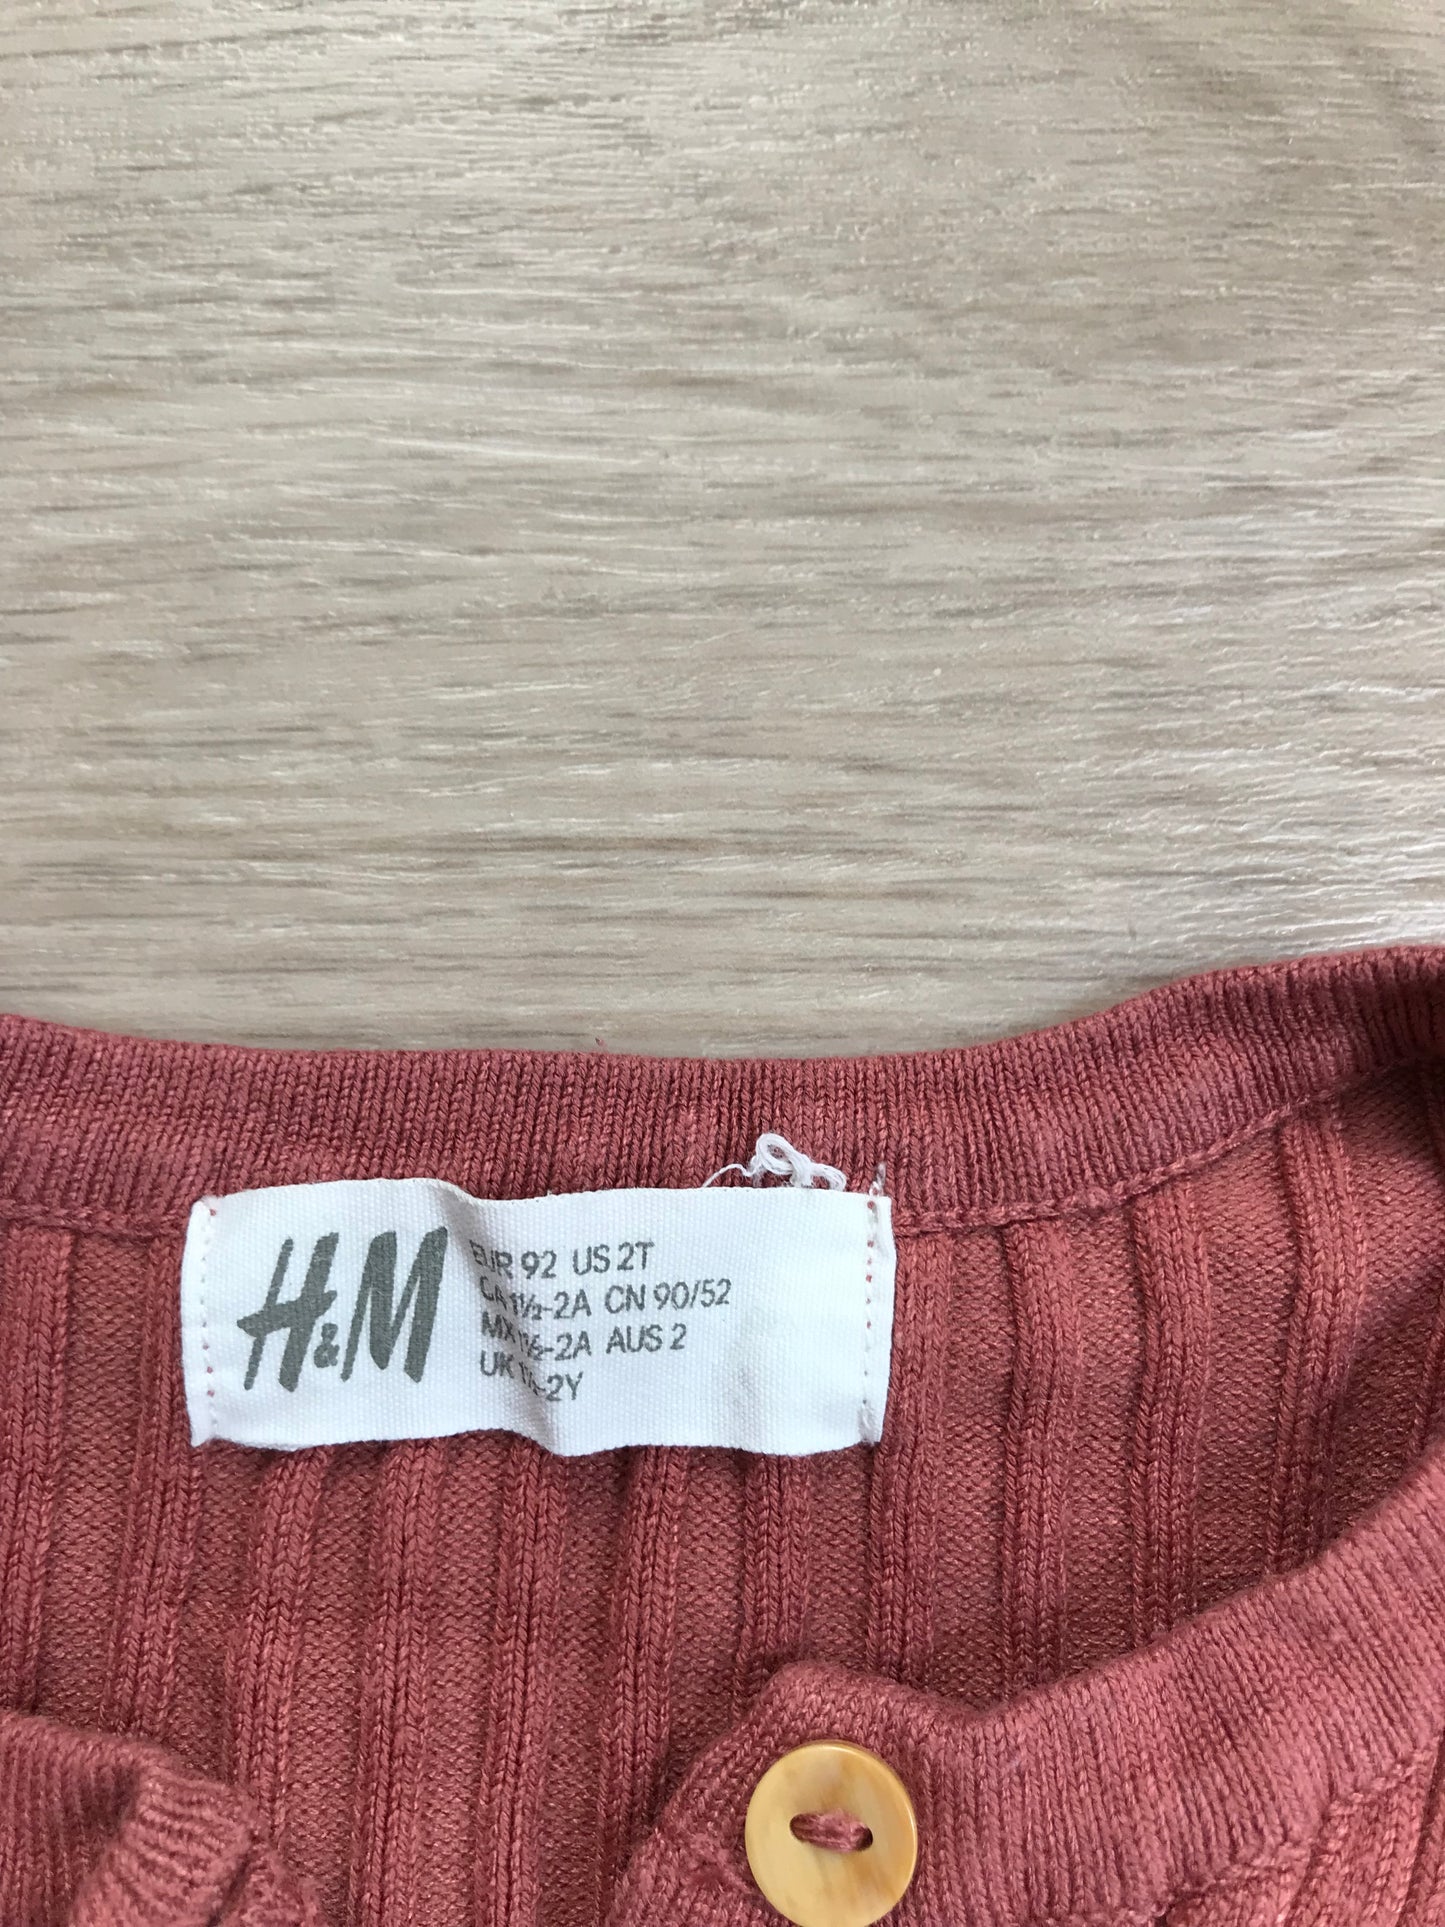 H&M
EUR 92 US 2T
CA 1½-2A CN 90/52
MX 1½-2A AUS 2
UK 1½-2Y